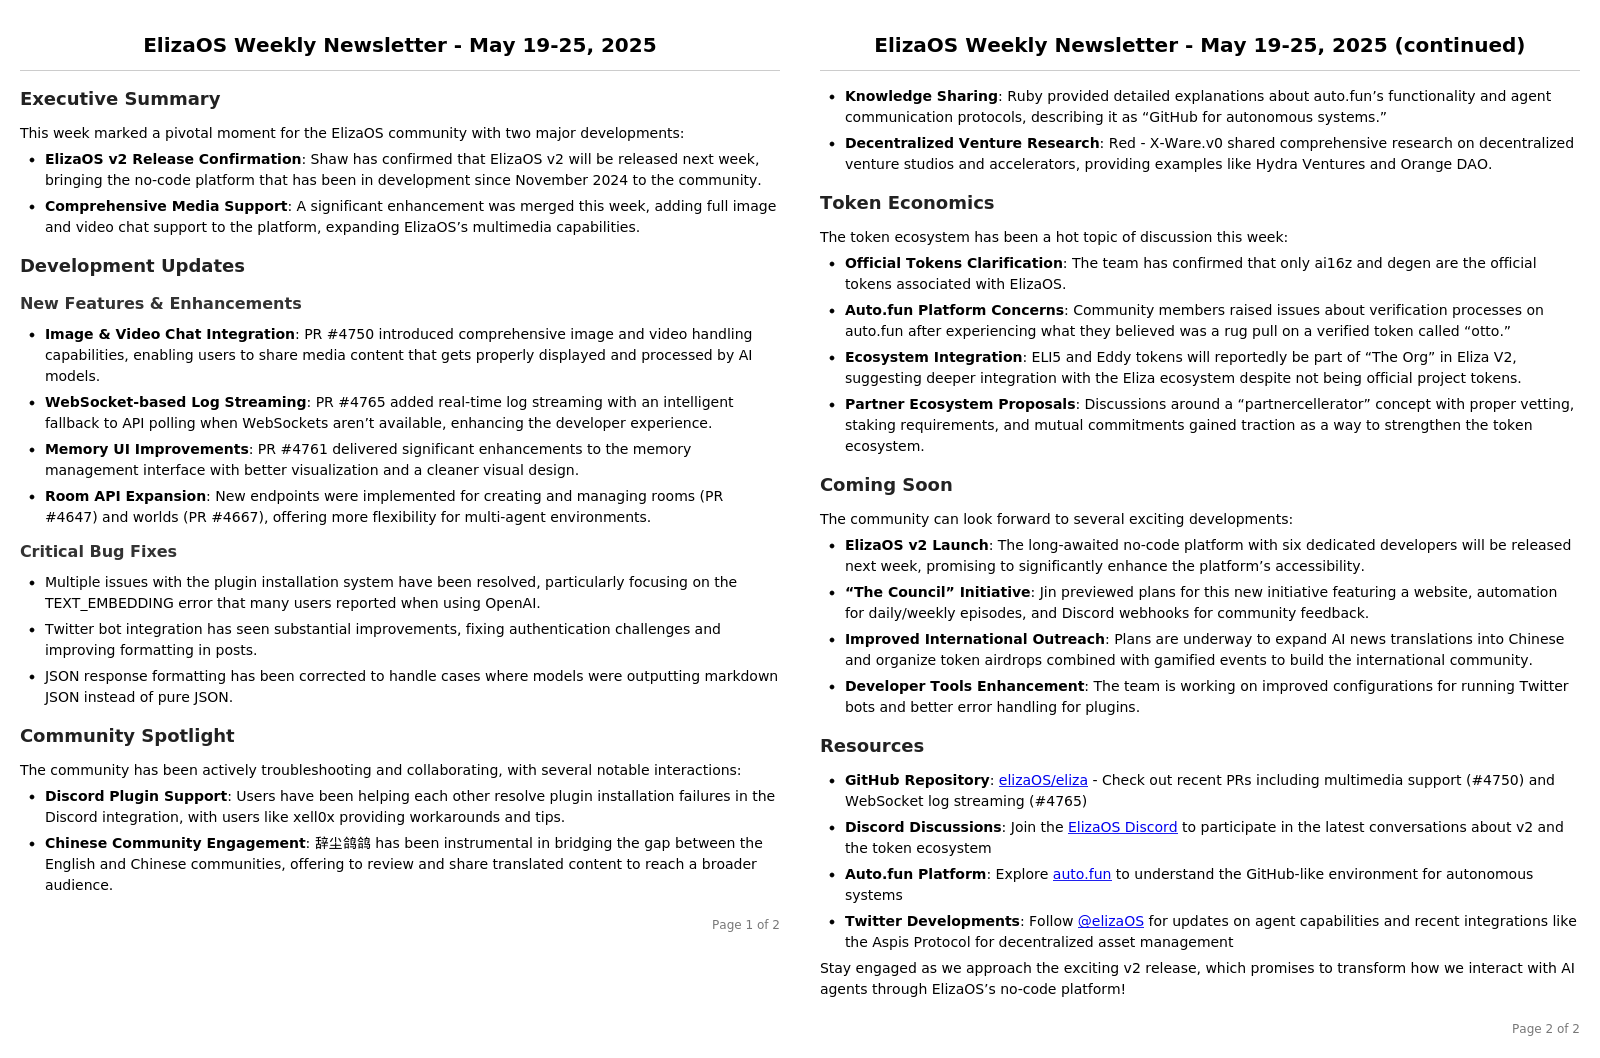 ElizaOS Weekly Newsletter - May 19-25, 2025
Executive Summary
This week marked a pivotal moment for the ElizaOS community with two major developments:
• ElizaOS v2 Release Confirmation: Shaw has confirmed that ElizaOS v2 will be released next week,
bringing the no-code platform that has been in development since November 2024 to the community.
• Comprehensive Media Support: A significant enhancement was merged this week, adding full image
and video chat support to the platform, expanding ElizaOS’s multimedia capabilities.
Development Updates
New Features & Enhancements
• Image & Video Chat Integration: PR #4750 introduced comprehensive image and video handling
capabilities, enabling users to share media content that gets properly displayed and processed by AI
models.
• WebSocket-based Log Streaming: PR #4765 added real-time log streaming with an intelligent
fallback to API polling when WebSockets aren’t available, enhancing the developer experience.
• Memory UI Improvements: PR #4761 delivered significant enhancements to the memory
management interface with better visualization and a cleaner visual design.
• Room API Expansion: New endpoints were implemented for creating and managing rooms (PR
#4647) and worlds (PR #4667), offering more flexibility for multi-agent environments.
Critical Bug Fixes
• Multiple issues with the plugin installation system have been resolved, particularly focusing on the
TEXT_EMBEDDING error that many users reported when using OpenAI.
• Twitter bot integration has seen substantial improvements, fixing authentication challenges and
improving formatting in posts.
• JSON response formatting has been corrected to handle cases where models were outputting markdown
JSON instead of pure JSON.
Community Spotlight
The community has been actively troubleshooting and collaborating, with several notable interactions:
• Discord Plugin Support: Users have been helping each other resolve plugin installation failures in the
Discord integration, with users like xell0x providing workarounds and tips.
• Chinese Community Engagement: 辞尘鸽鸽 has been instrumental in bridging the gap between the
English and Chinese communities, offering to review and share translated content to reach a broader
audience.
Page 1 of 2
ElizaOS Weekly Newsletter - May 19-25, 2025 (continued)
• Knowledge Sharing: Ruby provided detailed explanations about auto.fun’s functionality and agent
communication protocols, describing it as “GitHub for autonomous systems.”
• Decentralized Venture Research: Red - X-Ware.v0 shared comprehensive research on decentralized
venture studios and accelerators, providing examples like Hydra Ventures and Orange DAO.
Token Economics
The token ecosystem has been a hot topic of discussion this week:
• Official Tokens Clarification: The team has confirmed that only ai16z and degen are the official
tokens associated with ElizaOS.
• Auto.fun Platform Concerns: Community members raised issues about verification processes on
auto.fun after experiencing what they believed was a rug pull on a verified token called “otto.”
• Ecosystem Integration: ELI5 and Eddy tokens will reportedly be part of “The Org” in Eliza V2,
suggesting deeper integration with the Eliza ecosystem despite not being official project tokens.
• Partner Ecosystem Proposals: Discussions around a “partnercellerator” concept with proper vetting,
staking requirements, and mutual commitments gained traction as a way to strengthen the token
ecosystem.
Coming Soon
The community can look forward to several exciting developments:
• ElizaOS v2 Launch: The long-awaited no-code platform with six dedicated developers will be released
next week, promising to significantly enhance the platform’s accessibility.
• “The Council” Initiative: Jin previewed plans for this new initiative featuring a website, automation
for daily/weekly episodes, and Discord webhooks for community feedback.
• Improved International Outreach: Plans are underway to expand AI news translations into Chinese
and organize token airdrops combined with gamified events to build the international community.
• Developer Tools Enhancement: The team is working on improved configurations for running Twitter
bots and better error handling for plugins.
Resources
• GitHub Repository: elizaOS/eliza - Check out recent PRs including multimedia support (#4750) and
WebSocket log streaming (#4765)
• Discord Discussions: Join the ElizaOS Discord to participate in the latest conversations about v2 and
the token ecosystem
• Auto.fun Platform: Explore auto.fun to understand the GitHub-like environment for autonomous
systems
• Twitter Developments: Follow @elizaOS for updates on agent capabilities and recent integrations like
the Aspis Protocol for decentralized asset management
Stay engaged as we approach the exciting v2 release, which promises to transform how we interact with AI
agents through ElizaOS’s no-code platform!
Page 2 of 2